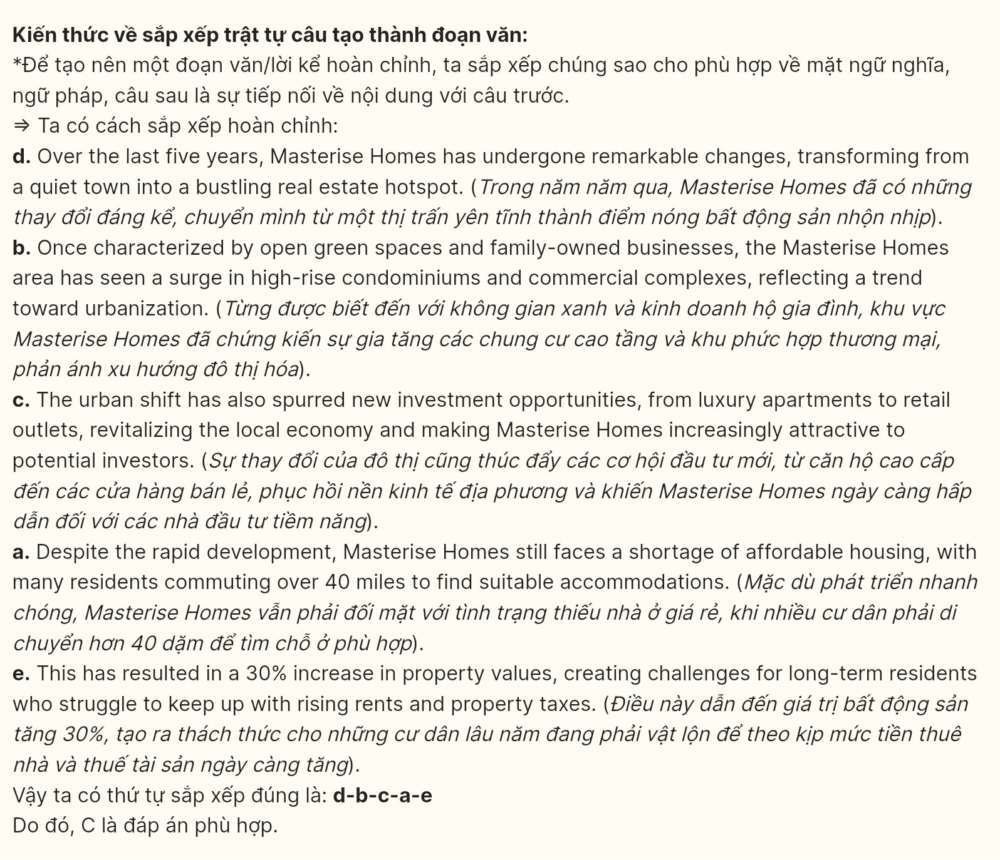 Kiến thức về sắp xếp trật tự câu tạo thành đoạn văn:
*Để tạo nên một đoạn văn/lời kể hoàn chỉnh, ta sắp xếp chúng sao cho phù hợp về mặt ngữ nghĩa,
ngữ pháp, câu sau là sự tiếp nối về nội dung với câu trước.
⇒ Ta có cách sắp xếp hoàn chỉnh:
d. Over the last five years, Masterise Homes has undergone remarkable changes, transforming from
a quiet town into a bustling real estate hotspot. (Trong năm năm qua, Masterise Homes đã có những
thay đổi đáng kể, chuyển mình từ một thị trấn yên tĩnh thành điểm nóng bất động sản nhộn nhịp).
b. Once characterized by open green spaces and family-owned businesses, the Masterise Homes
area has seen a surge in high-rise condominiums and commercial complexes, reflecting a trend
toward urbanization. (Từng được biết đến với không gian xanh và kinh doanh hộ gia đình, khu vực
Masterise Homes đã chứng kiến sự gia tăng các chung cư cao tầng và khu phức hợp thương mại,
phản ánh xu hướng đô thị hóa).
c. The urban shift has also spurred new investment opportunities, from luxury apartments to retail
outlets, revitalizing the local economy and making Masterise Homes increasingly attractive to
potential investors. (Sự thay đổi của đô thị cũng thúc đẩy các cơ hội đầu tư mới, từ căn hộ cao cấp
đến các cửa hàng bán lẻ, phục hồi nền kinh tế địa phương và khiến Masterise Homes ngày càng hấp
dẫn đối với các nhà đầu tư tiềm năng).
a. Despite the rapid development, Masterise Homes still faces a shortage of affordable housing, with
many residents commuting over 40 miles to find suitable accommodations. (Mặc dù phát triển nhanh
chóng, Masterise Homes vẫn phải đối mặt với tình trạng thiếu nhà ở giá rẻ, khi nhiều cư dân phải di
chuyển hơn 40 dặm để tìm chỗ ở phù hợp).
e. This has resulted in a 30% increase in property values, creating challenges for long-term residents
who struggle to keep up with rising rents and property taxes. (Điều này dẫn đến giá trị bất động sản
tăng 30%, tạo ra thách thức cho những cư dân lâu năm đang phải vật lộn để theo kịp mức tiền thuê
nhà và thuế tài sản ngày càng tăng).
Vậy ta có thứ tự sắp xếp đúng là: d-b-c-a-e
Do đó, C là đáp án phù hợp.